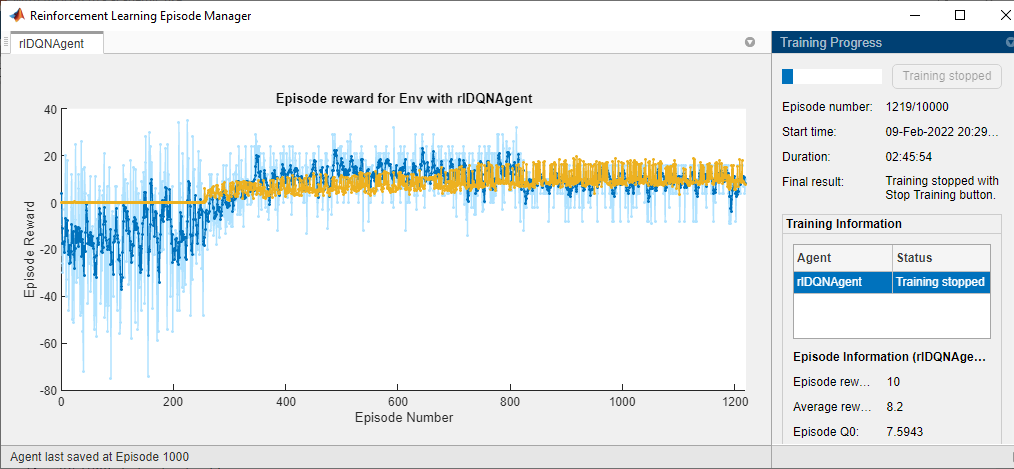 Reinforcement Learning Episode Manager
rlDQNAgent
Episode reward for Env with rlDQNAgent
40
20
0
-20
-40
-60
-80
Episode Reward
0 200 400 600 800 1000 1200
Episode Number
Training Progress
Training stopped
Episode number: 1219/10000
Start time: 09-Feb-2022 20:29...
Duration: 02:45:54
Final result: Training stopped with
Stop Training button.
Training Information
Agent Status
rlDQNAgent Training stopped
Episode Information (rlDQNAge...
Episode rew... 10
Average rew... 8.2
Episode Q0: 7.5943
Agent last saved at Episode 1000